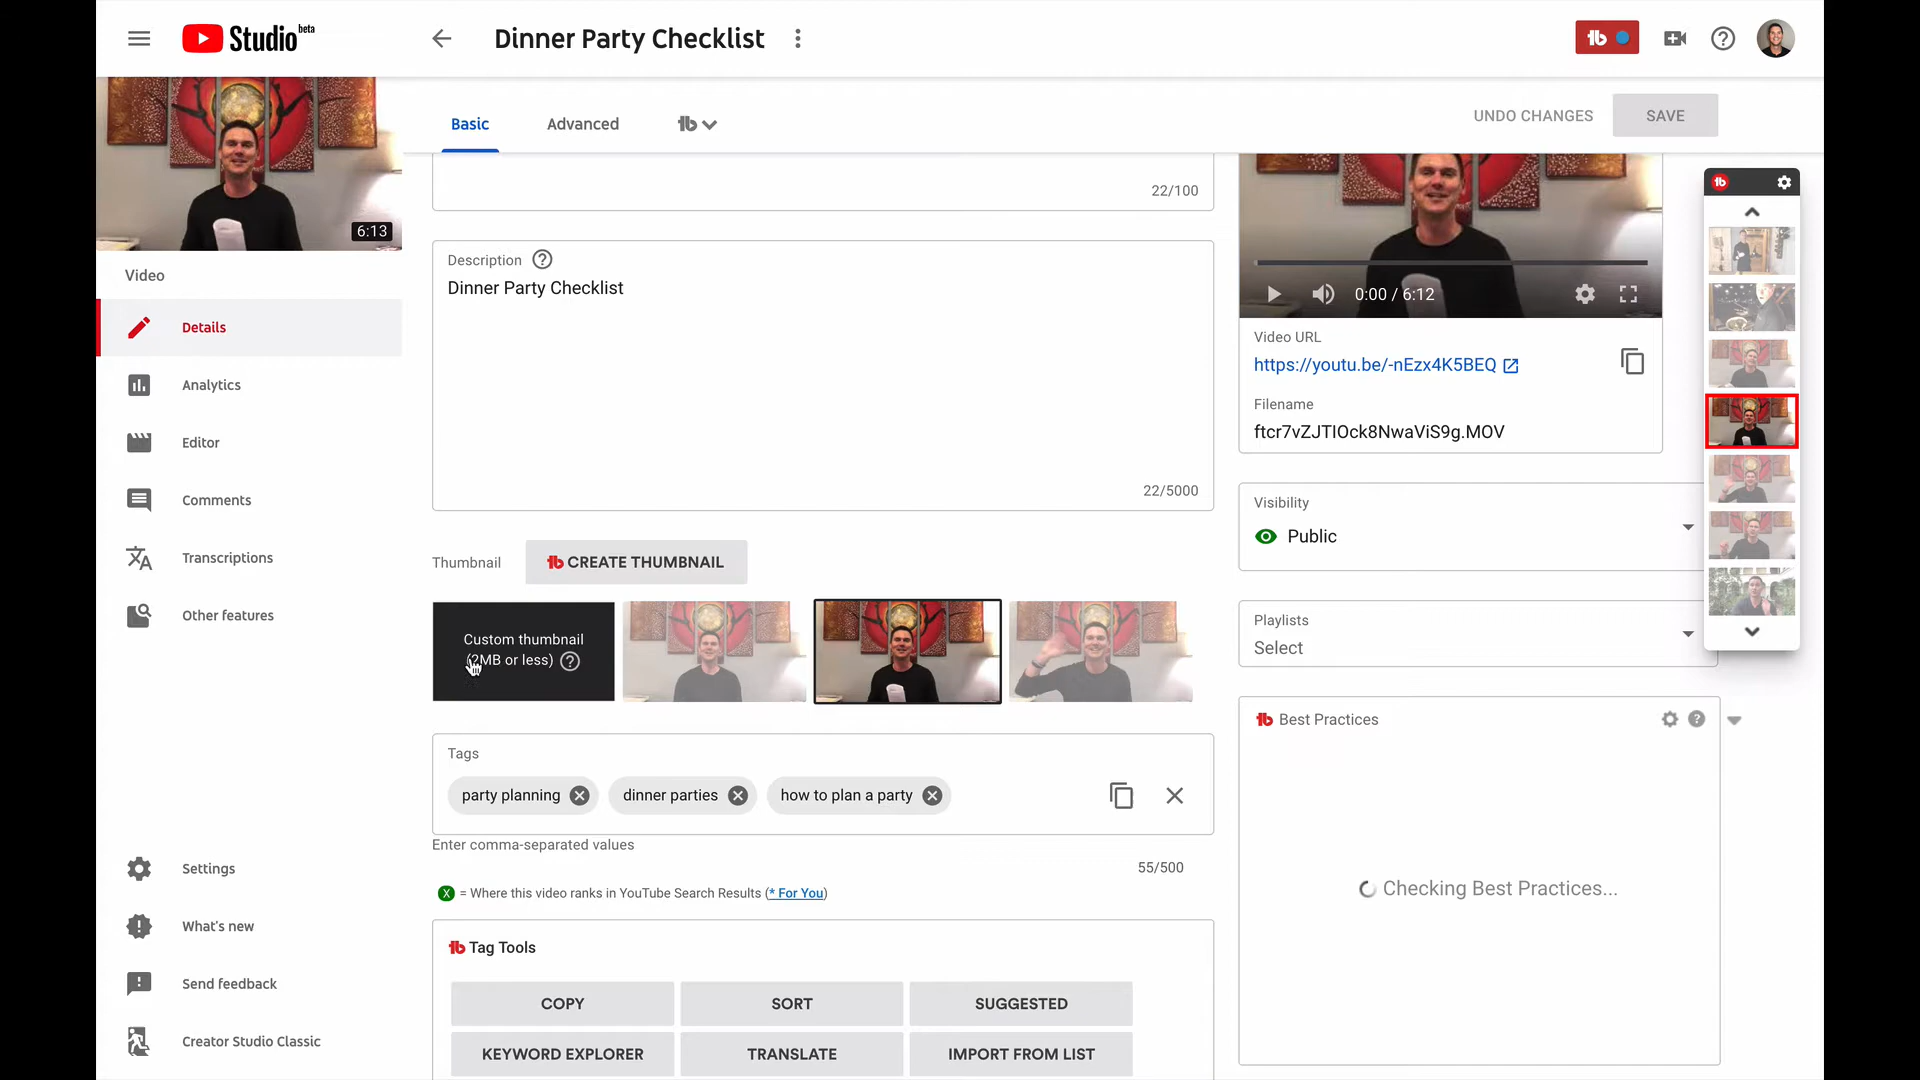 Studio beta
Dinner Party Checklist
Basic
Advanced
UNDO CHANGES
SAVE
6:13
Video
Details
Analytics
Editor
Comments
Transcriptions
Other features
Settings
What's new
Send feedback
Creator Studio Classic
22/100
Description
Dinner Party Checklist
22/5000
Thumbnail
CREATE THUMBNAIL
Custom thumbnail
(2MB or less)
Tags
party planning
dinner parties
how to plan a party
Enter comma-separated values
55/500
X = Where this video ranks in YouTube Search Results (* For You)
Tag Tools
COPY
SORT
SUGGESTED
KEYWORD EXPLORER
TRANSLATE
IMPORT FROM LIST
0:00 / 6:12
Video URL
https://youtu.be/-nEzx4K5BEQ
Filename
ftcr7vZJTIOck8NwaViS9g.MOV
Visibility
Public
Playlists
Select
Best Practices
Checking Best Practices...